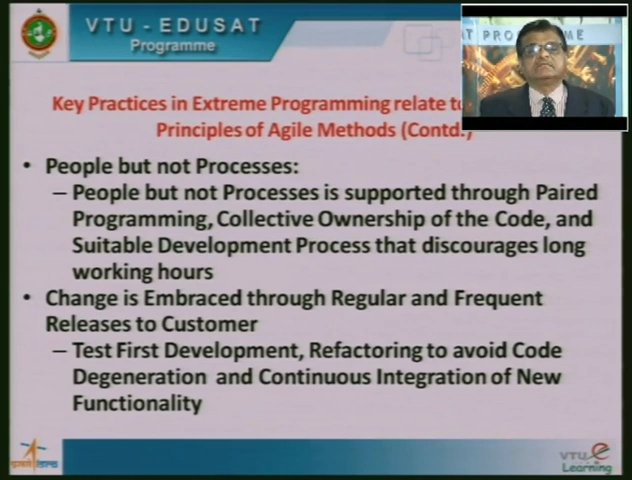 VTU - EDUSAT
Programme
AT PROGRAMME
Key Practices in Extreme Programming relate to
Principles of Agile Methods (Contd.)
• People but not Processes:
– People but not Processes is supported through Paired
Programming, Collective Ownership of the Code, and
Suitable Development Process that discourages long
working hours
• Change is Embraced through Regular and Frequent
Releases to Customer
– Test First Development, Refactoring to avoid Code
Degeneration and Continuous Integration of New
Functionality
VTU e
Learning